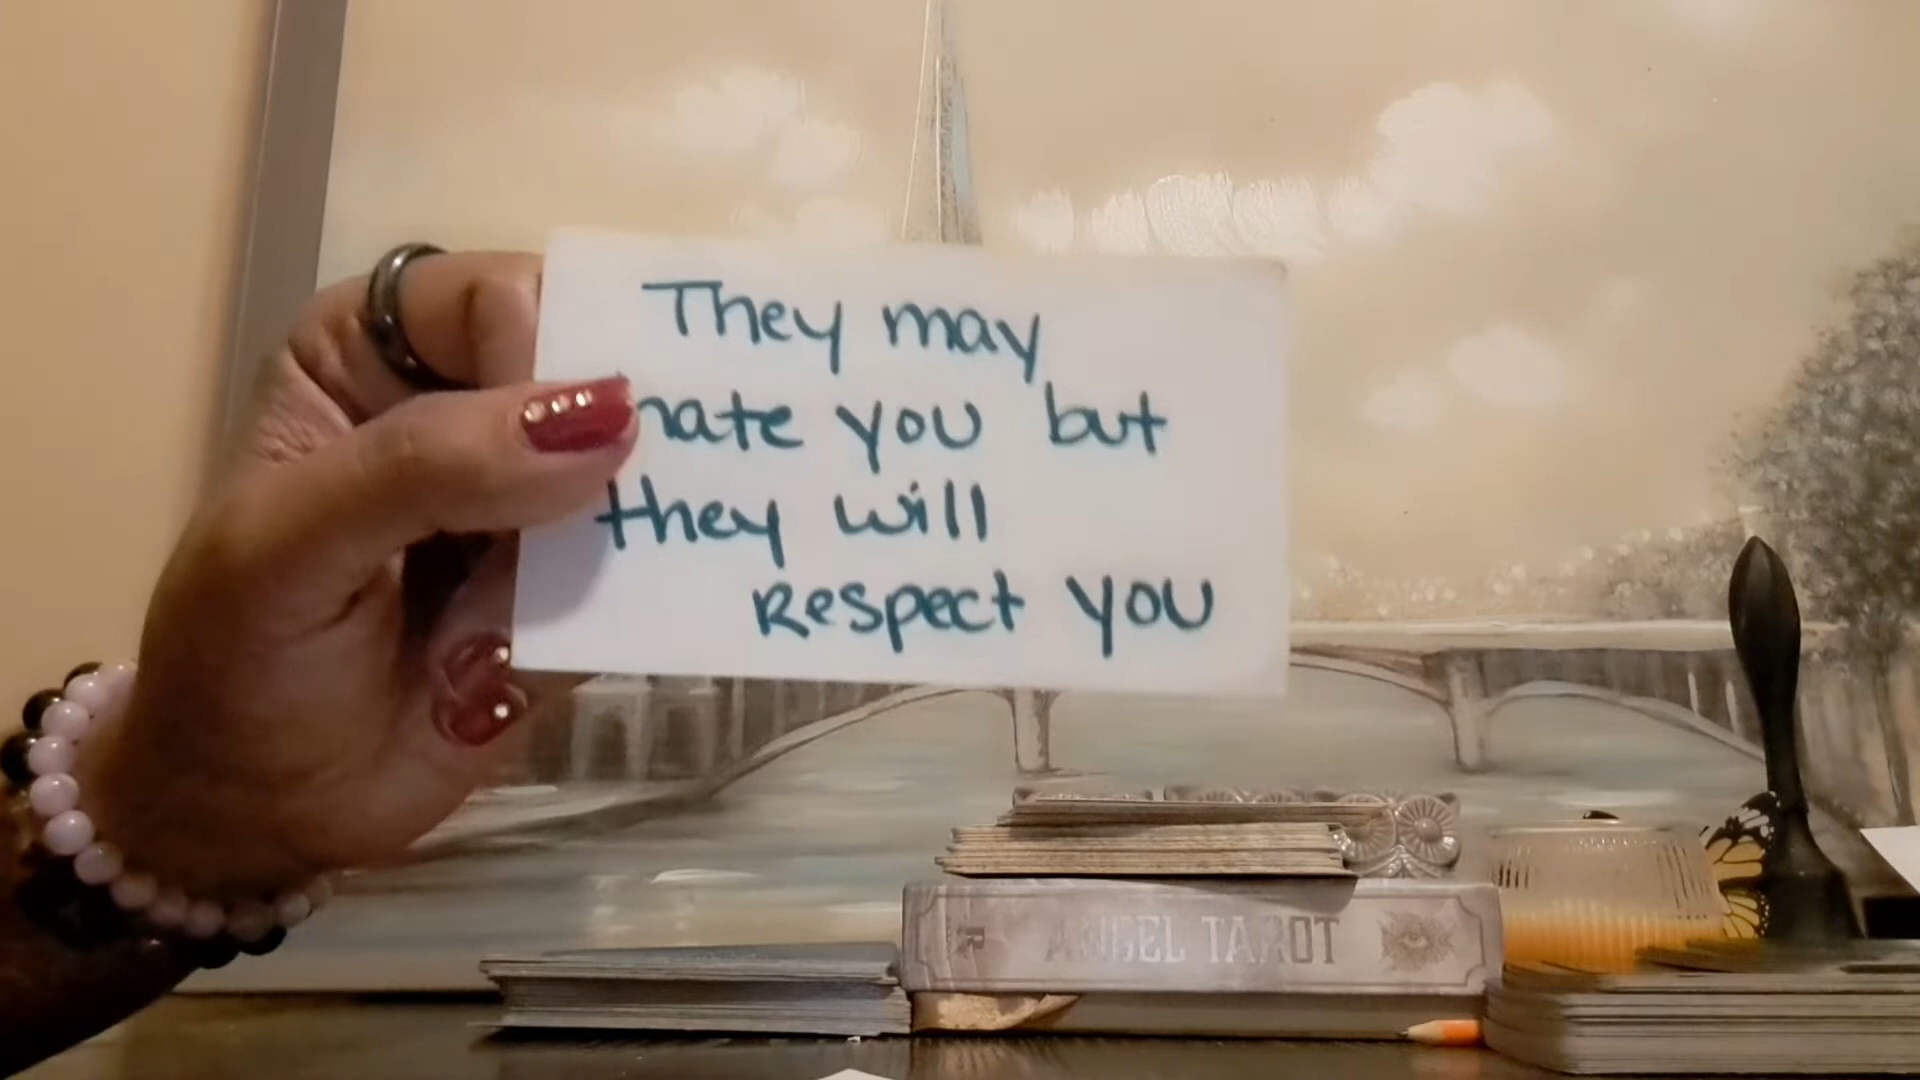 They may
hate you but
they will
Respect you
ANGEL TAROT